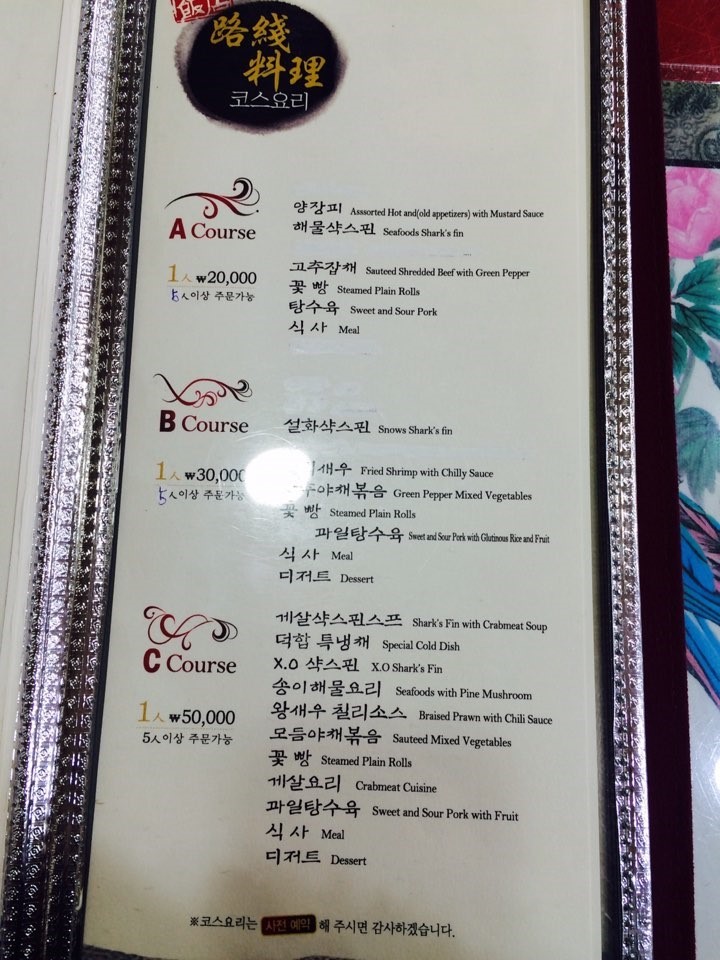 路綫
料理
코스요리
A Course
1人 ₩20,000
5人이상 주문가능
양장피 Asssorted Hot and(old appetizers) with Mustard Sauce
해물샥스핀 Seafoods Shark's fin
고추잡채 Sauteed Shredded Beef with Green Pepper
꽃 빵 Steamed Plain Rolls
탕수육 Sweet and Sour Pork
식 사 Meal
B Course
1人 ₩30,000
5人이상 주문가능
설화샥스핀 Snows Shark's fin
새우 Fried Shrimp with Chilly Sauce
야채볶음 Green Pepper Mixed Vegetables
꽃 빵 Steamed Plain Rolls
파일탕수육 Sweet and Sour Pork with Glutinous Rice and Fruit
식 사 Meal
디저트 Dessert
C Course
1人 ₩50,000
5人이상 주문가능
게살샥스핀스프 Shark's Fin with Crabmeat Soup
덕합 특냉채 Special Cold Dish
X.O 샥스핀 X.O Shark's Fin
송이해물요리 Seafoods with Pine Mushroom
왕새우 칠리소스 Braised Prawn with Chili Sauce
모듬야채볶음 Sauteed Mixed Vegetables
꽃 빵 Steamed Plain Rolls
게살요리 Crabmeat Cuisine
파일탕수육 Sweet and Sour Pork with Fruit
식 사 Meal
디저트 Dessert
※코스요리는 사전 예약 해 주시면 감사하겠습니다.